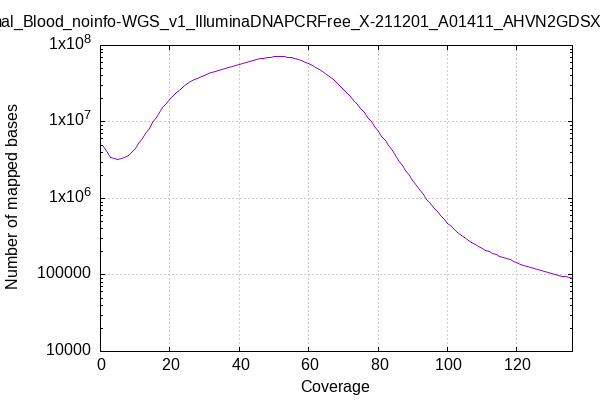 nal_Blood_noinfo-WGS_v1_IlluminaDNAPCRFree_X-211201_A01411_AHVN2GDSX
1x10^8
1x10^7
1x10^6
100000
10000
Number of mapped bases
0 20 40 60 80 100 120
Coverage